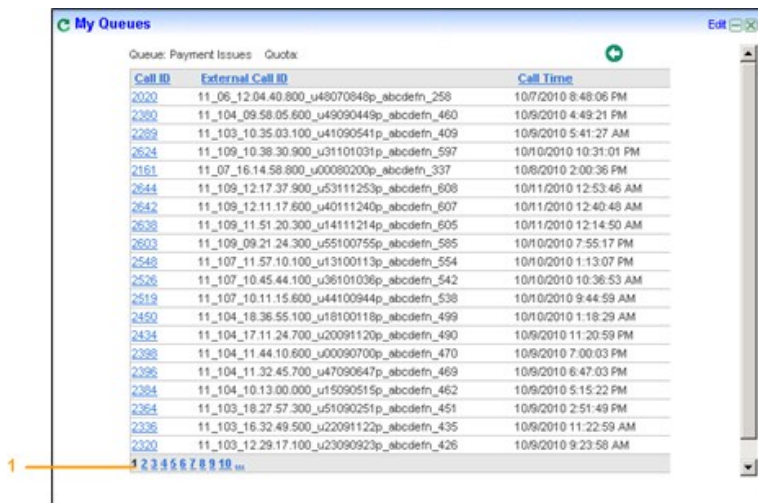 My Queues Edit
Queue: Payment Issues Quota:
Call ID External Call ID Call Time
2020 11_06_12.04.40.800_u48070848p_abcdefn_258 10/7/2010 8:48:06 PM
2380 11_104_09.58.05.600_u49090449p_abcdefn_460 10/9/2010 4:49:21 PM
2289 11_103_10.35.03.100_u41090541p_abcdefn_409 10/9/2010 5:41:27 AM
2624 11_109_10.38.30.900_u31101031p_abcdefn_597 10/10/2010 10:31:01 PM
2161 11_07_16.14.58.800_u00080200p_abcdefn_337 10/8/2010 2:00:36 PM
2644 11_109_12.17.37.900_u53111253p_abcdefn_608 10/11/2010 12:53:46 AM
2642 11_109_12.11.17.600_u40111240p_abcdefn_607 10/11/2010 12:40:48 AM
2638 11_109_11.51.20.300_u14111214p_abcdefn_605 10/11/2010 12:14:50 AM
2603 11_109_09.21.24.300_u55100755p_abcdefn_585 10/10/2010 7:55:17 PM
2548 11_107_11.57.10.100_u13100113p_abcdefn_554 10/10/2010 1:13:07 PM
2526 11_107_10.45.44.100_u36101036p_abcdefn_542 10/10/2010 10:36:53 AM
2519 11_107_10.11.15.600_u44100944p_abcdefn_538 10/10/2010 9:44:59 AM
2450 11_104_18.36.55.100_u18100118p_abcdefn_499 10/10/2010 1:18:29 AM
2434 11_104_17.11.24.700_u20091120p_abcdefn_490 10/9/2010 11:20:59 PM
2398 11_104_11.44.10.600_u00090700p_abcdefn_470 10/9/2010 7:00:03 PM
2396 11_104_11.32.45.700_u47090647p_abcdefn_469 10/9/2010 6:47:03 PM
2384 11_104_10.13.00.000_u15090515p_abcdefn_462 10/9/2010 5:15:22 PM
2364 11_103_18.27.57.300_u51090251p_abcdefn_451 10/9/2010 2:51:49 PM
2336 11_103_16.32.49.500_u22091122p_abcdefn_435 10/9/2010 11:22:59 AM
2320 11_103_12.29.17.100_u23090923p_abcdefn_426 10/9/2010 9:23:58 AM
1 1 2 3 4 5 6 7 8 9 10 ...